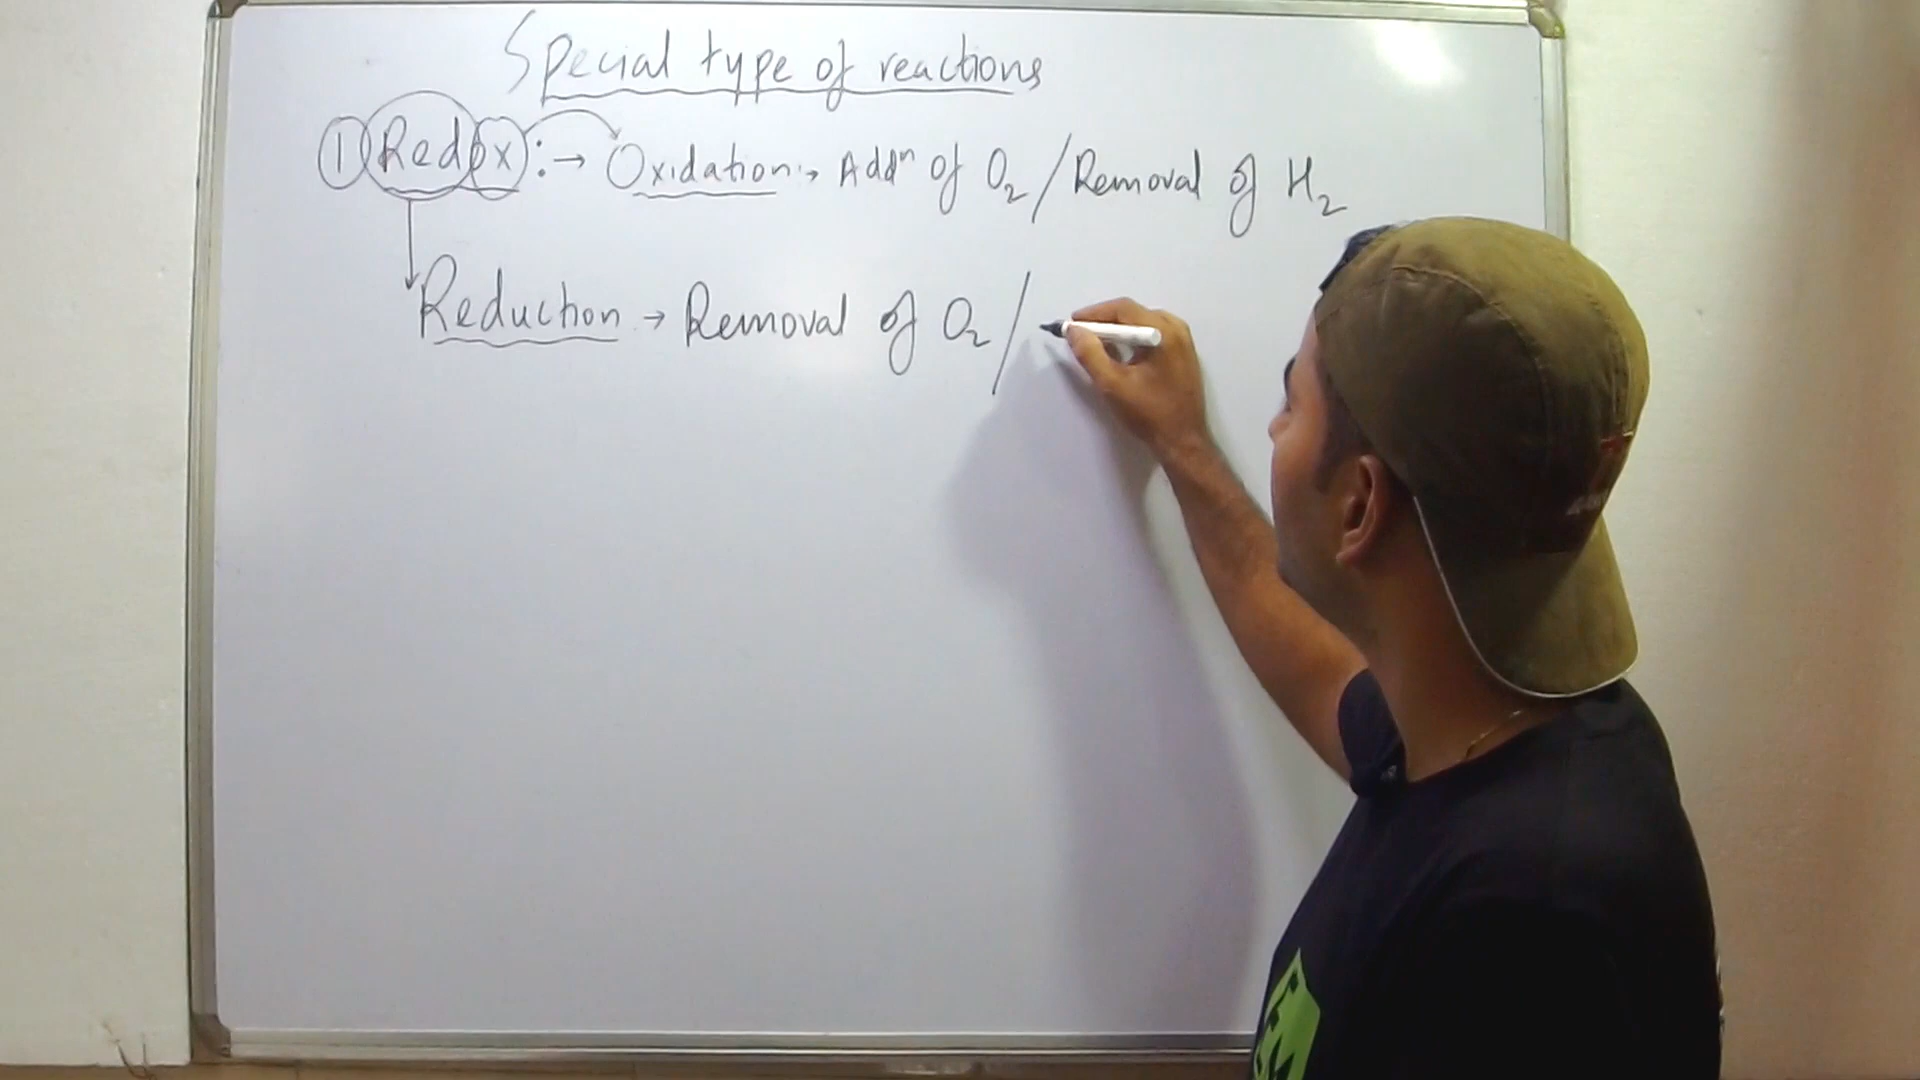 Special type of reactions
① Redox :→ Oxidation :→ Addⁿ of O₂ / Removal of H₂
Reduction → Removal of O₂ /